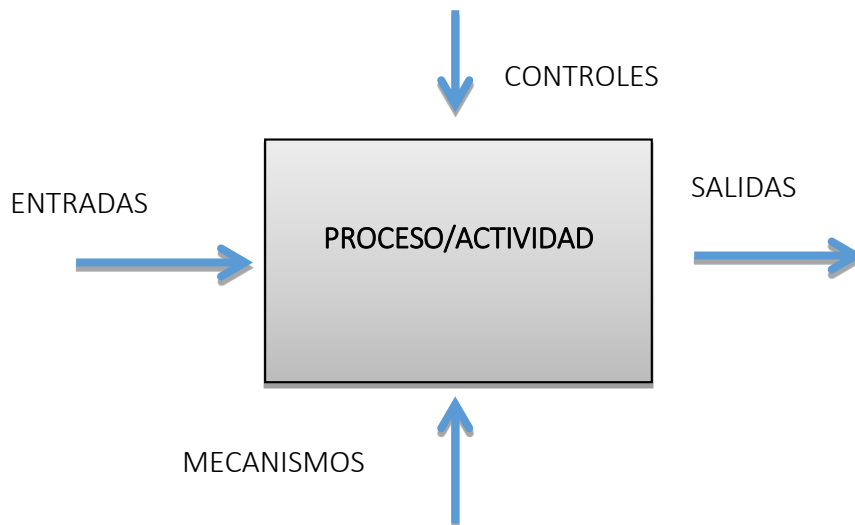 CONTROLES
ENTRADAS
SALIDAS
PROCESO/ACTIVIDAD
MECANISMOS